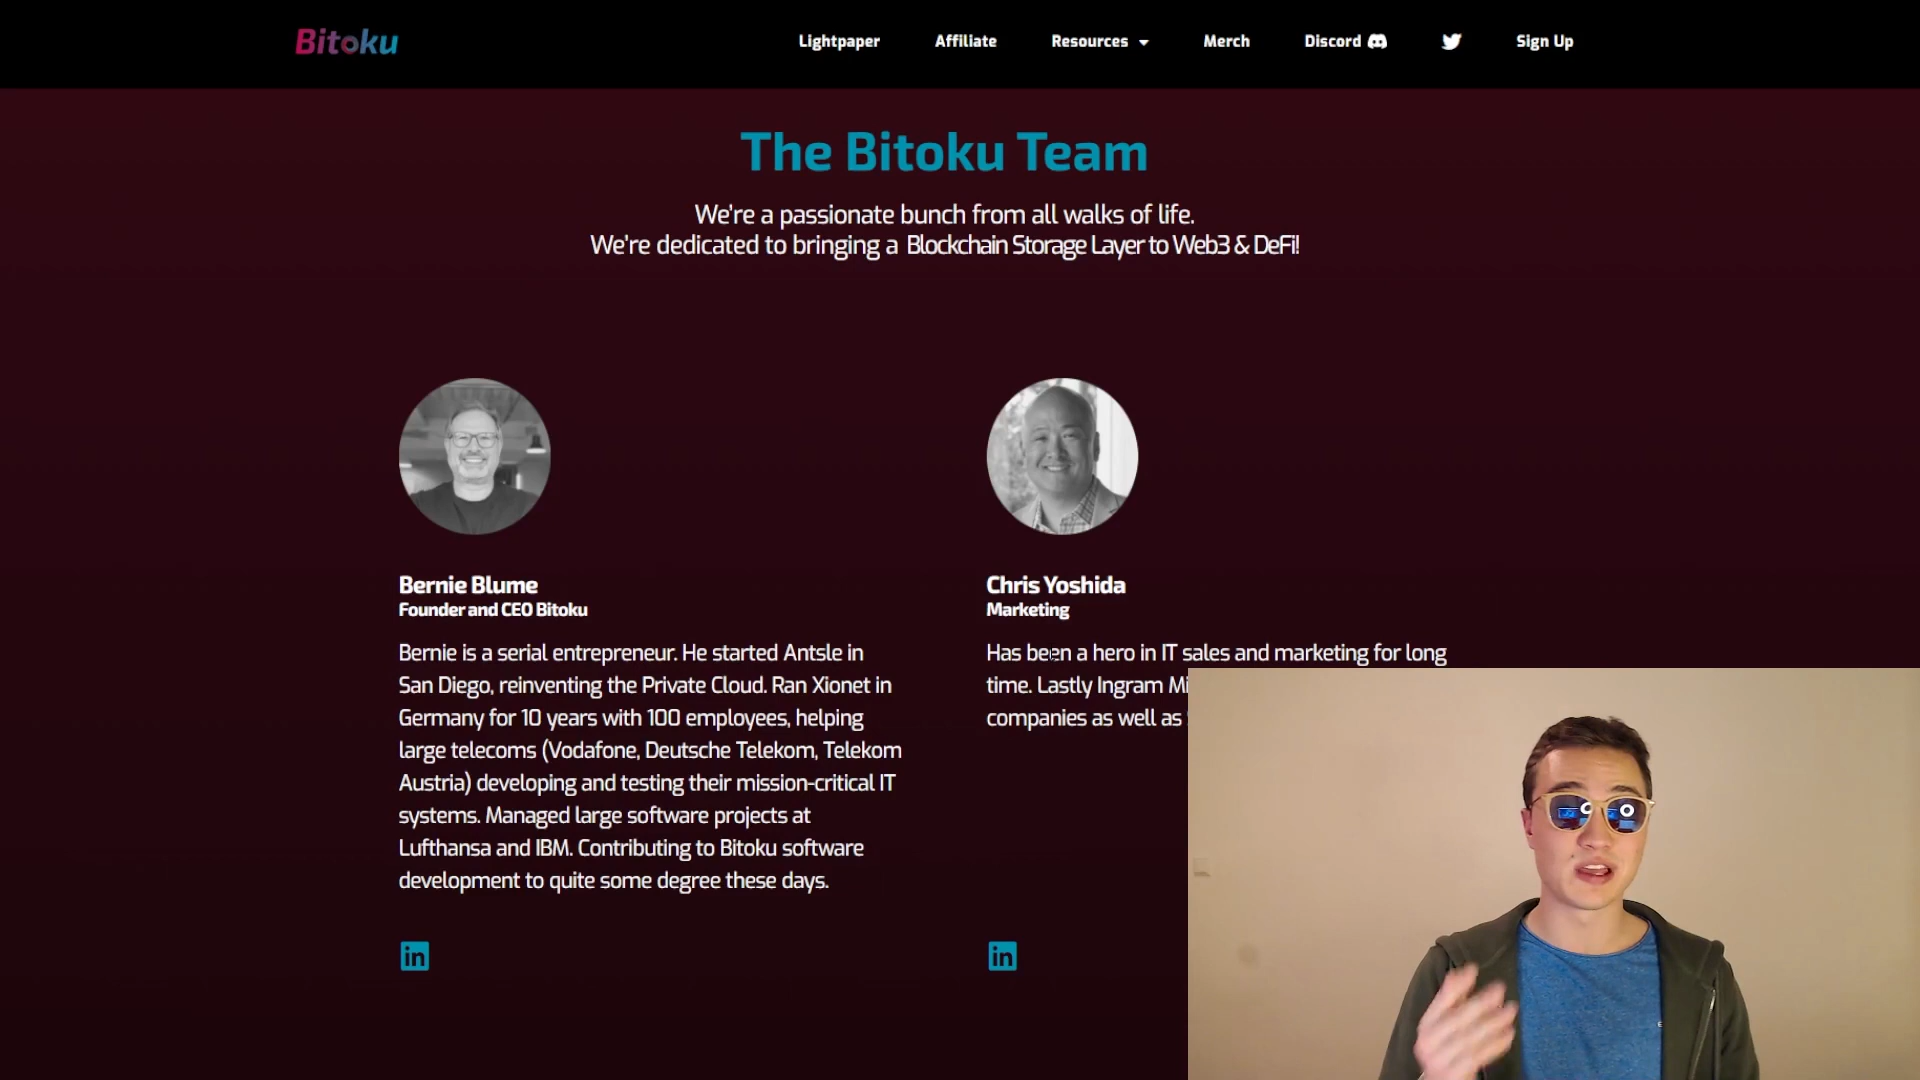 Bitoku
Lightpaper Affiliate Resources Merch Discord Sign Up
The Bitoku Team
We're a passionate bunch from all walks of life.
We're dedicated to bringing a Blockchain Storage Layer to Web3 & DeFi!
Bernie Blume
Founder and CEO Bitoku
Bernie is a serial entrepreneur. He started Antsle in
San Diego, reinventing the Private Cloud. Ran Xionet in
Germany for 10 years with 100 employees, helping
large telecoms (Vodafone, Deutsche Telekom, Telekom
Austria) developing and testing their mission-critical IT
systems. Managed large software projects at
Lufthansa and IBM. Contributing to Bitoku software
development to quite some degree these days.
in
Chris Yoshida
Marketing
Has been a hero in IT sales and marketing for long
time. Lastly Ingram
companies as well as
in